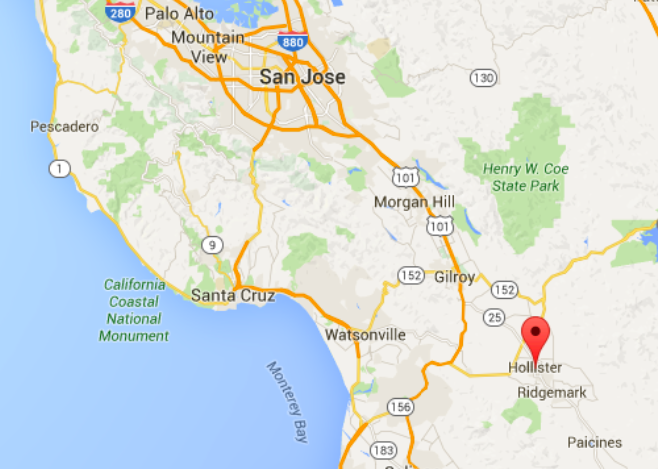 280
Palo Alto
Mountain
View
880
San Jose
130
Pescadero
1
101
Henry W. Coe
State Park
Morgan Hill
101
9
152
Gilroy
152
California
Coastal
National
Monument
Santa Cruz
25
Watsonville
Hollister
Ridgemark
Monterey Bay
156
Paicines
183